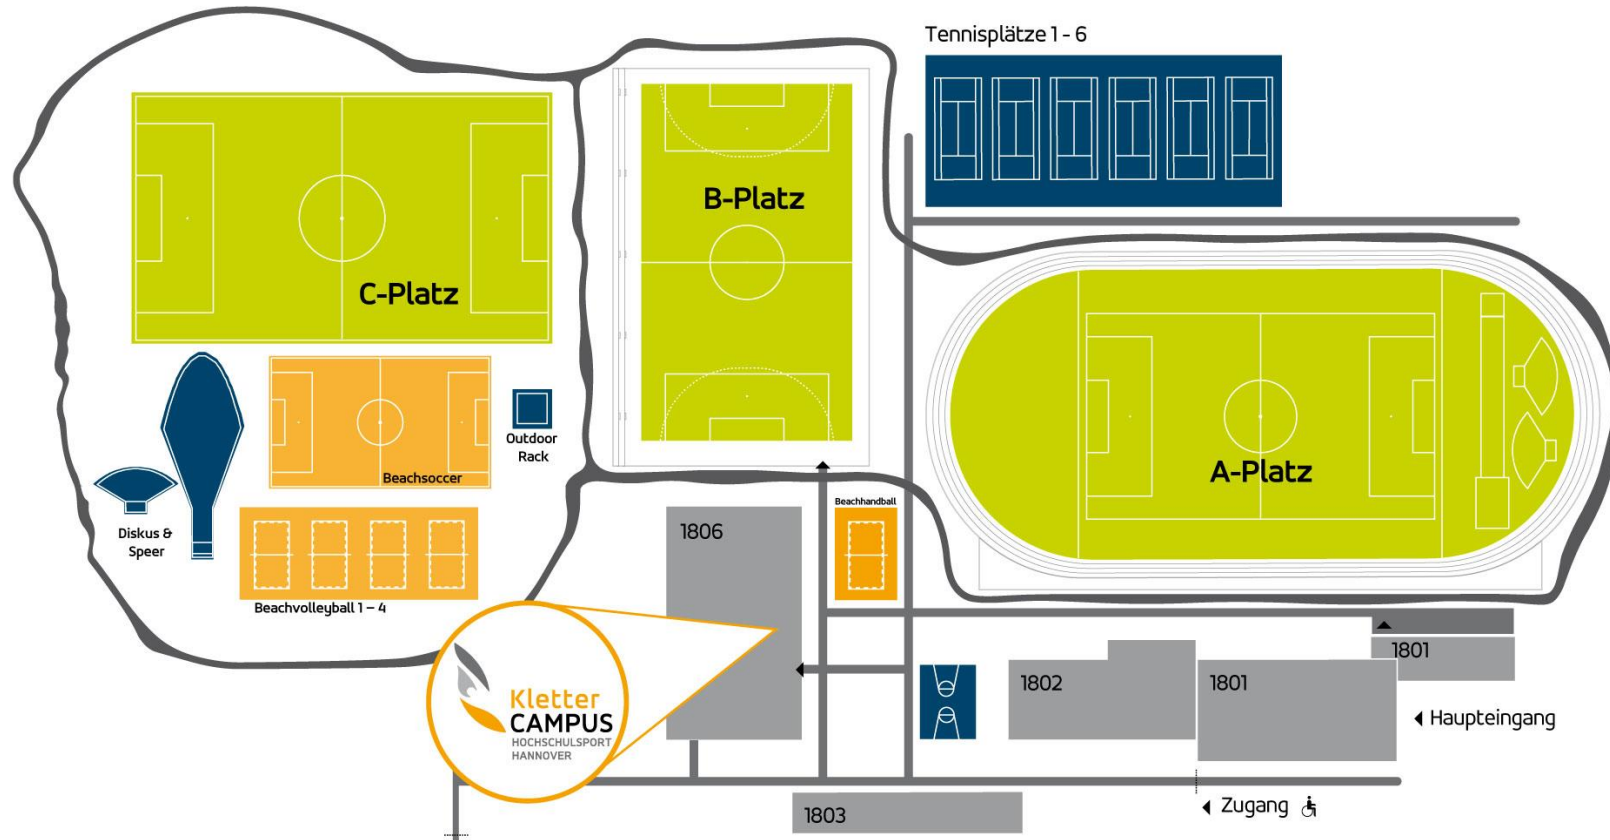 Tennisplätze 1 - 6
B-Platz
C-Platz
A-Platz
Outdoor
Rack
Beachsoccer
Diskus &
Speer
Beachvolleyball 1 – 4
Beachhandball
1806
1801
1802
1801
Haupteingang
Kletter
CAMPUS
HOCHSCHULSPORT
HANNOVER
1803
Zugang